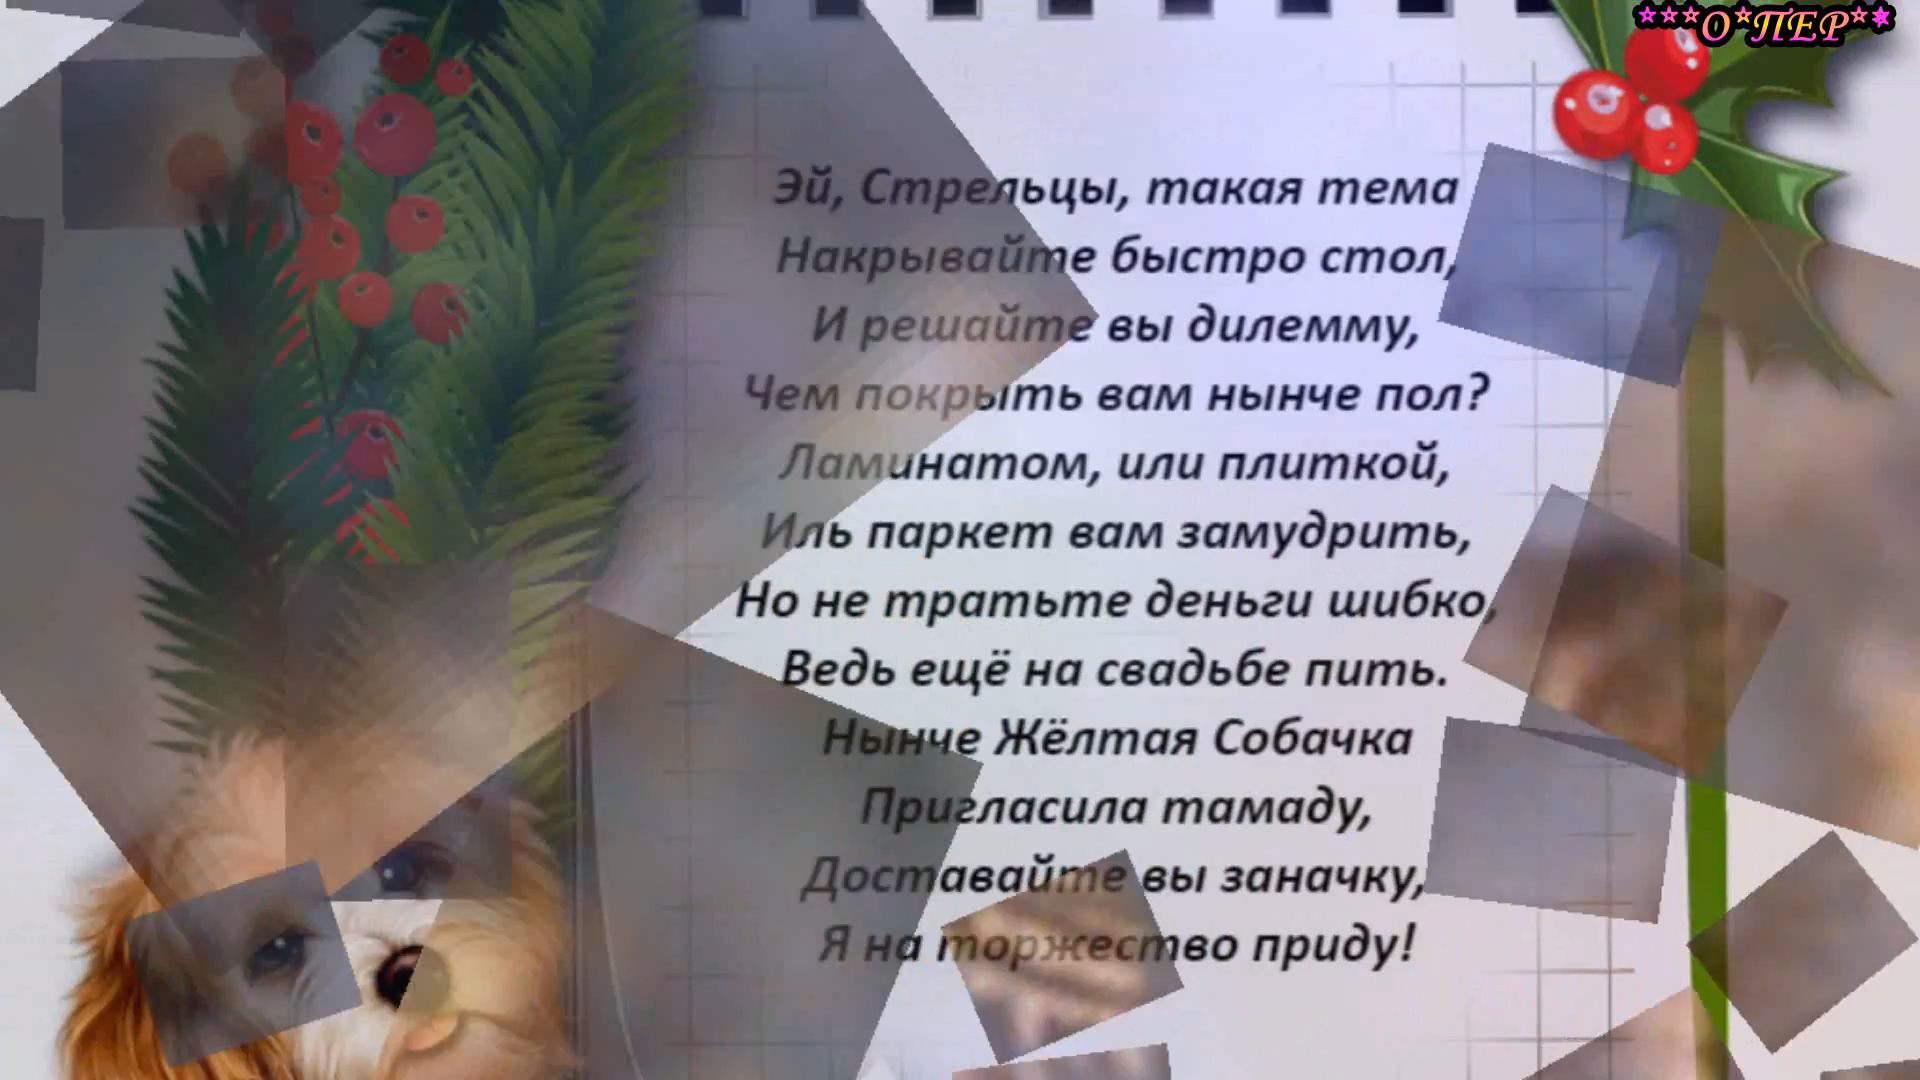 ***О*ПЕР**
Эй, Стрельцы, такая тема
Накрывайте быстро стол,
И решайте вы дилемму,
Чем покрыть вам нынче пол?
Ламинатом, или плиткой,
Иль паркет вам замудрить,
Но не тратьте деньги шибко,
Ведь ещё на свадьбе пить.
Нынче Жёлтая Собачка
Пригласила тамаду,
Доставайте вы заначку,
Я на торжество приду!